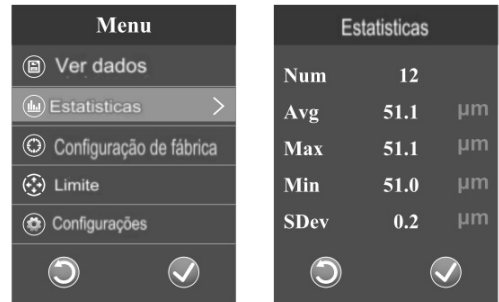 Menu
Ver dados
Estatisticas
Configuração de fábrica
Limite
Configurações
Estatisticas
Num 12
Avg 51.1 µm
Max 51.1 µm
Min 51.0 µm
SDev 0.2 µm